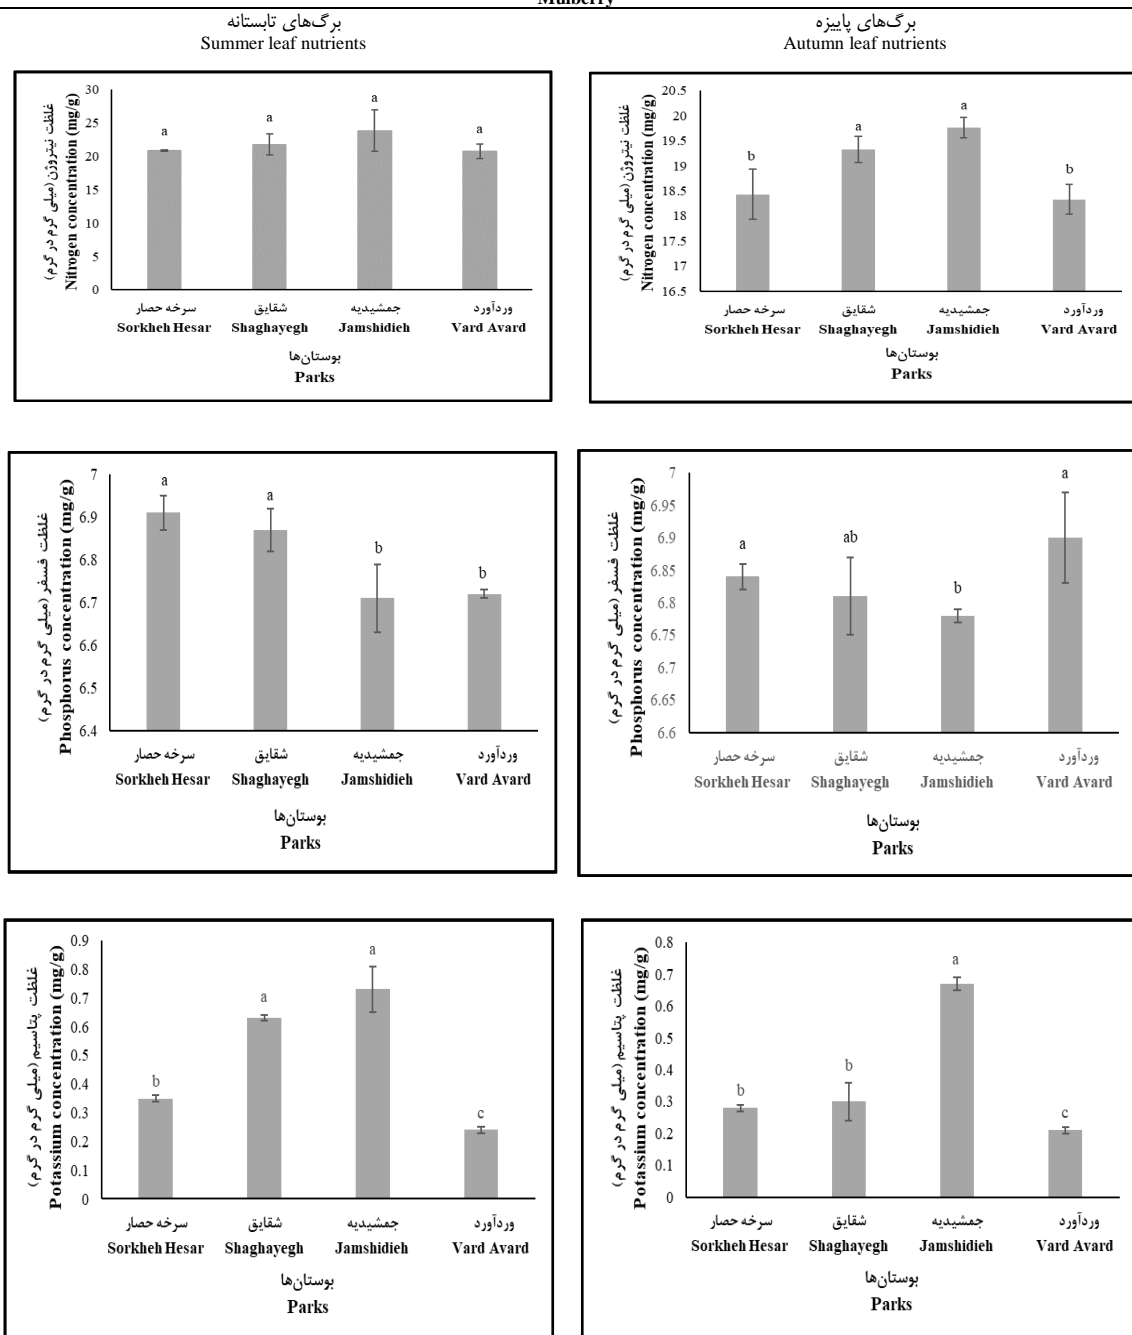 Mulberry
برگ‌های تابستانه
Summer leaf nutrients
برگ‌های پاییزه
Autumn leaf nutrients
غلظت نیتروژن (میلی گرم در گرم)
Nitrogen concentration (mg/g)
30
25
20
15
10
5
0
a
a
a
a
سرخه حصار
شقایق
جمشیدیه
وردآورد
Sorkheh Hesar
Shaghayegh
Jamshidieh
Vard Avard
بوستان‌ها
Parks
غلظت نیتروژن (میلی گرم در گرم)
Nitrogen concentration (mg/g)
20.5
20
19.5
19
18.5
18
17.5
17
16.5
b
a
a
b
سرخه حصار
شقایق
جمشیدیه
وردآورد
Sorkheh Hesar
Shaghayegh
Jamshidieh
Vard Avard
بوستان‌ها
Parks
غلظت فسفر (میلی گرم در گرم)
Phosphorus concentration (mg/g)
7
6.9
6.8
6.7
6.6
6.5
6.4
a
a
b
b
سرخه حصار
شقایق
جمشیدیه
وردآورد
Sorkheh Hesar
Shaghayegh
Jamshidieh
Vard Avard
بوستان‌ها
Parks
غلظت فسفر (میلی گرم در گرم)
Phosphorus concentration (mg/g)
7
6.95
6.9
6.85
6.8
6.75
6.7
6.65
6.6
a
ab
b
a
سرخه حصار
شقایق
جمشیدیه
وردآورد
Sorkheh Hesar
Shaghayegh
Jamshidieh
Vard Avard
بوستان‌ها
Parks
غلظت پتاسیم (میلی گرم در گرم)
Potassium concentration (mg/g)
0.9
0.8
0.7
0.6
0.5
0.4
0.3
0.2
0.1
0
b
a
a
c
سرخه حصار
شقایق
جمشیدیه
وردآورد
Sorkheh Hesar
Shaghayegh
Jamshidieh
Vard Avard
بوستان‌ها
Parks
غلظت پتاسیم (میلی گرم در گرم)
Potassium concentration (mg/g)
0.8
0.7
0.6
0.5
0.4
0.3
0.2
0.1
0
b
b
a
c
سرخه حصار
شقایق
جمشیدیه
وردآورد
Sorkheh Hesar
Shaghayegh
Jamshidieh
Vard Avard
بوستان‌ها
Parks